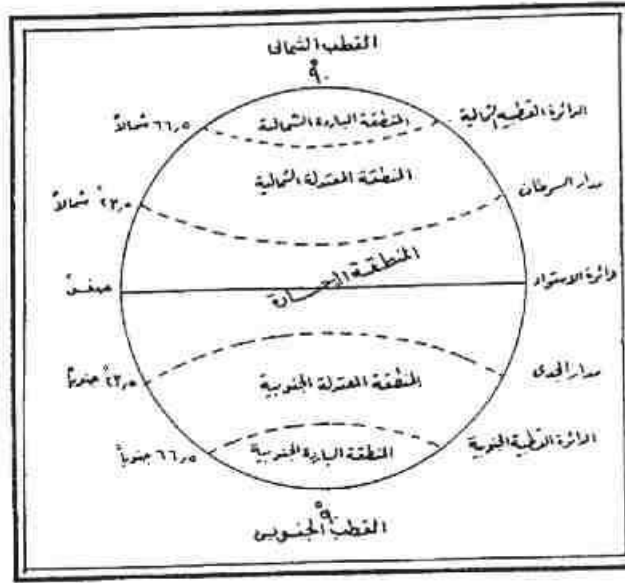 القطب الشمالى
٩٠°
الدائرة القطبية الشمالية
المنطقة الباردة الشمالية
٦٦٫٥ شمالاً
المنطقة المعتدلة الشمالية
مدار السرطان
٢٣٫٥° شمالاً
المنطقة الحارة
دائرة الاستواء
صفر
مدار الجدى
٢٣٫٥° جنوباً
المنطقة المعتدلة الجنوبية
الدائرة القطبية الجنوبية
المنطقة الباردة الجنوبية
٦٦٫٥ جنوباً
٩٠°
القطب الجنوبى